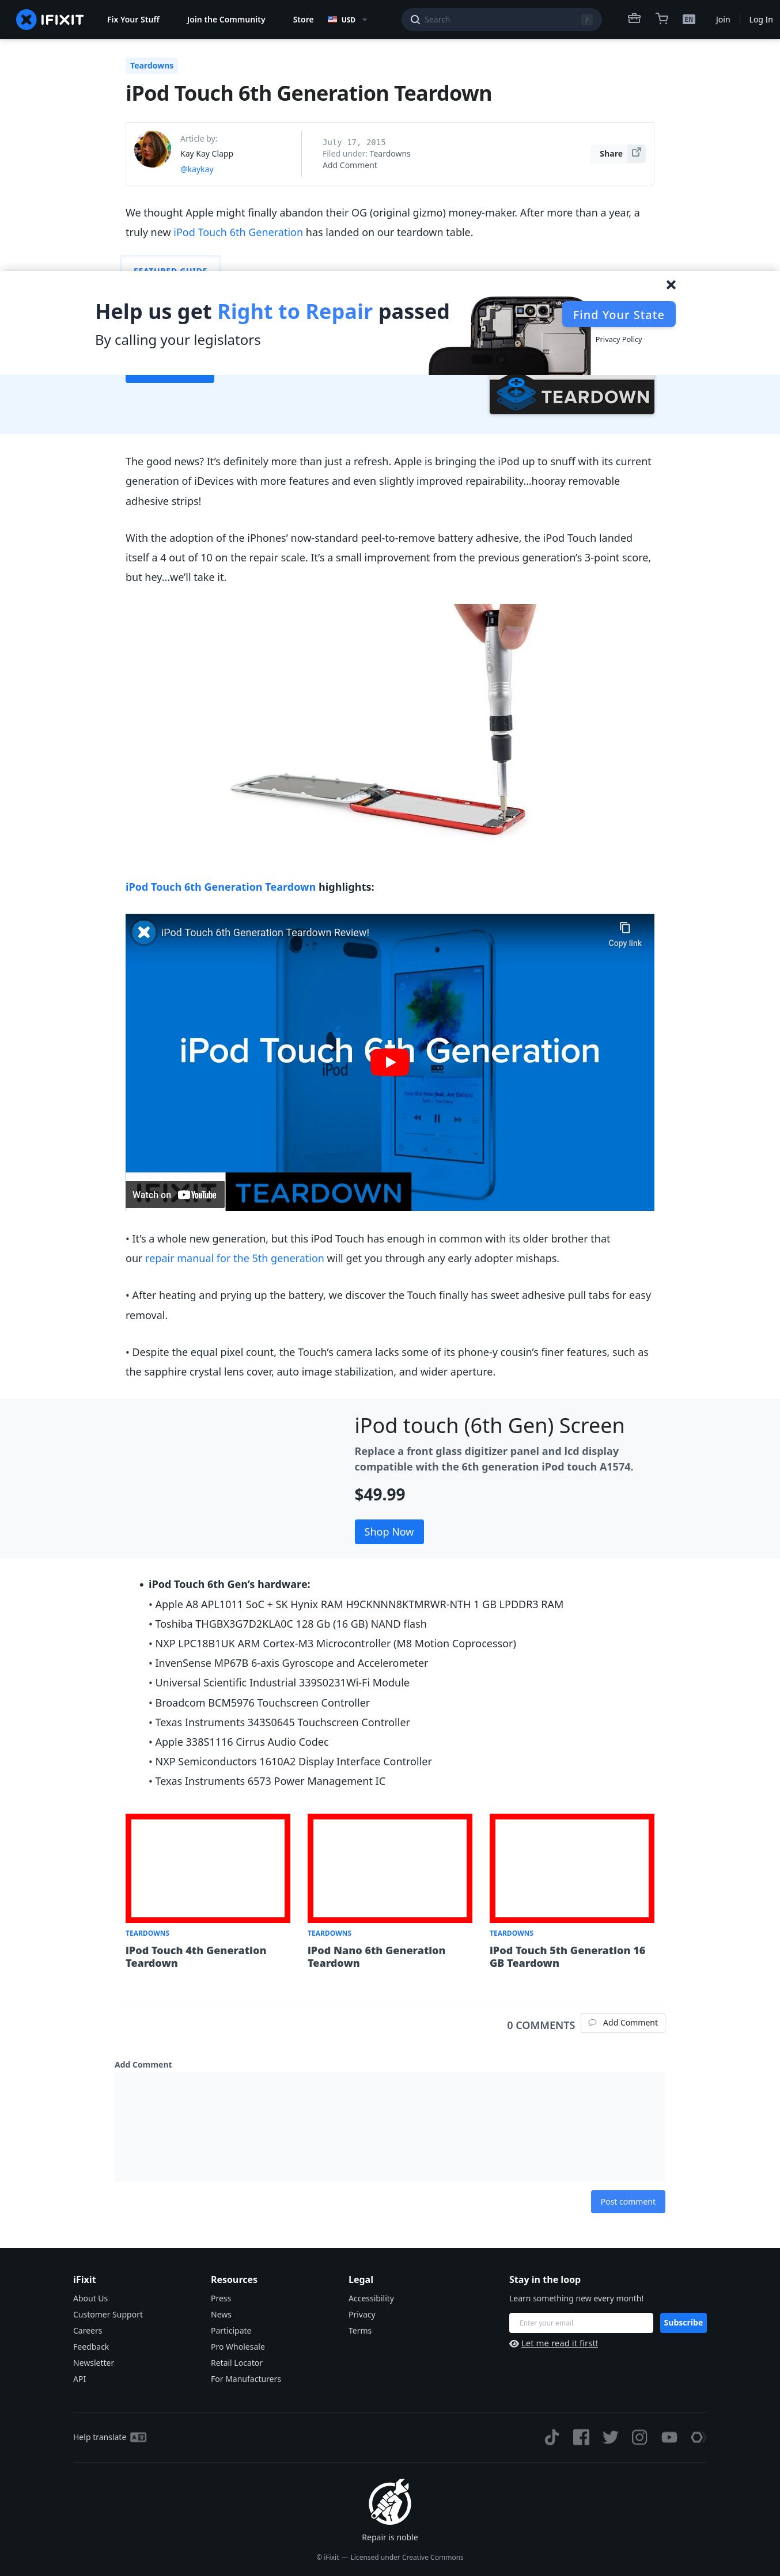 IFIXIT
Fix Your Stuff
Join the Community
Store
USD
Search
/
EN
Join
Log In
Teardowns
iPod Touch 6th Generation Teardown
Article by:
Kay Kay Clapp
@kaykay
July 17, 2015
Filed under: Teardowns
Add Comment
Share
We thought Apple might finally abandon their OG (original gizmo) money-maker. After more than a year, a
truly new iPod Touch 6th Generation has landed on our teardown table.
FEATURED GUIDE
Help us get Right to Repair passed
By calling your legislators
Find Your State
Privacy Policy
TEARDOWN
The good news? It’s definitely more than just a refresh. Apple is bringing the iPod up to snuff with its current
generation of iDevices with more features and even slightly improved repairability…hooray removable
adhesive strips!
With the adoption of the iPhones’ now-standard peel-to-remove battery adhesive, the iPod Touch landed
itself a 4 out of 10 on the repair scale. It’s a small improvement from the previous generation’s 3-point score,
but hey…we’ll take it.
iPod Touch 6th Generation Teardown highlights:
iPod Touch 6th Generation Teardown Review!
Copy link
iPod Touch 6th Generation
iPod
Watch on YouTube
IFIXIT TEARDOWN
• It’s a whole new generation, but this iPod Touch has enough in common with its older brother that
our repair manual for the 5th generation will get you through any early adopter mishaps.
• After heating and prying up the battery, we discover the Touch finally has sweet adhesive pull tabs for easy
removal.
• Despite the equal pixel count, the Touch’s camera lacks some of its phone-y cousin’s finer features, such as
the sapphire crystal lens cover, auto image stabilization, and wider aperture.
iPod touch (6th Gen) Screen
Replace a front glass digitizer panel and lcd display
compatible with the 6th generation iPod touch A1574.
$49.99
Shop Now
• iPod Touch 6th Gen’s hardware:
• Apple A8 APL1011 SoC + SK Hynix RAM H9CKNNN8KTMRWR-NTH 1 GB LPDDR3 RAM
• Toshiba THGBX3G7D2KLA0C 128 Gb (16 GB) NAND flash
• NXP LPC18B1UK ARM Cortex-M3 Microcontroller (M8 Motion Coprocessor)
• InvenSense MP67B 6-axis Gyroscope and Accelerometer
• Universal Scientific Industrial 339S0231Wi-Fi Module
• Broadcom BCM5976 Touchscreen Controller
• Texas Instruments 343S0645 Touchscreen Controller
• Apple 338S1116 Cirrus Audio Codec
• NXP Semiconductors 1610A2 Display Interface Controller
• Texas Instruments 6573 Power Management IC
TEARDOWNS
iPod Touch 4th Generation
Teardown
TEARDOWNS
iPod Nano 6th Generation
Teardown
TEARDOWNS
iPod Touch 5th Generation 16
GB Teardown
0 COMMENTS
Add Comment
Add Comment
Post comment
iFixit
About Us
Customer Support
Careers
Feedback
Newsletter
API
Resources
Press
News
Participate
Pro Wholesale
Retail Locator
For Manufacturers
Legal
Accessibility
Privacy
Terms
Stay in the loop
Learn something new every month!
Enter your email
Subscribe
Let me read it first!
Help translate
Repair is noble
© iFixit — Licensed under Creative Commons